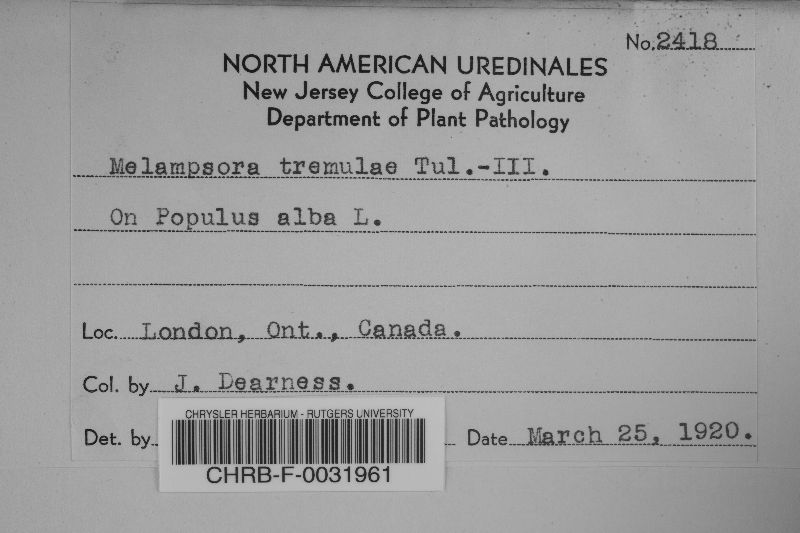 No. 2418
NORTH AMERICAN UREDINALES
New Jersey College of Agriculture
Department of Plant Pathology
Melampsora tremulae Tul.-III.
On Populus alba L.
Loc. London, Ont., Canada.
Col. by J. Dearness.
Det. by
Date March 25, 1920.
CHRYSLER HERBARIUM - RUTGERS UNIVERSITY
CHRB-F-0031961